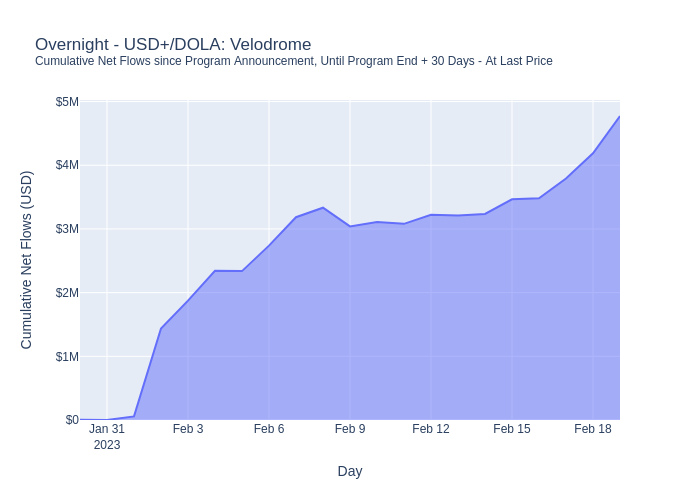 Overnight - USD+/DOLA: Velodrome
Cumulative Net Flows since Program Announcement, Until Program End + 30 Days - At Last Price
$5M
$4M
$3M
$2M
$1M
$0
Cumulative Net Flows (USD)
Jan 31 Feb 3 Feb 6 Feb 9 Feb 12 Feb 15 Feb 18
2023
Day